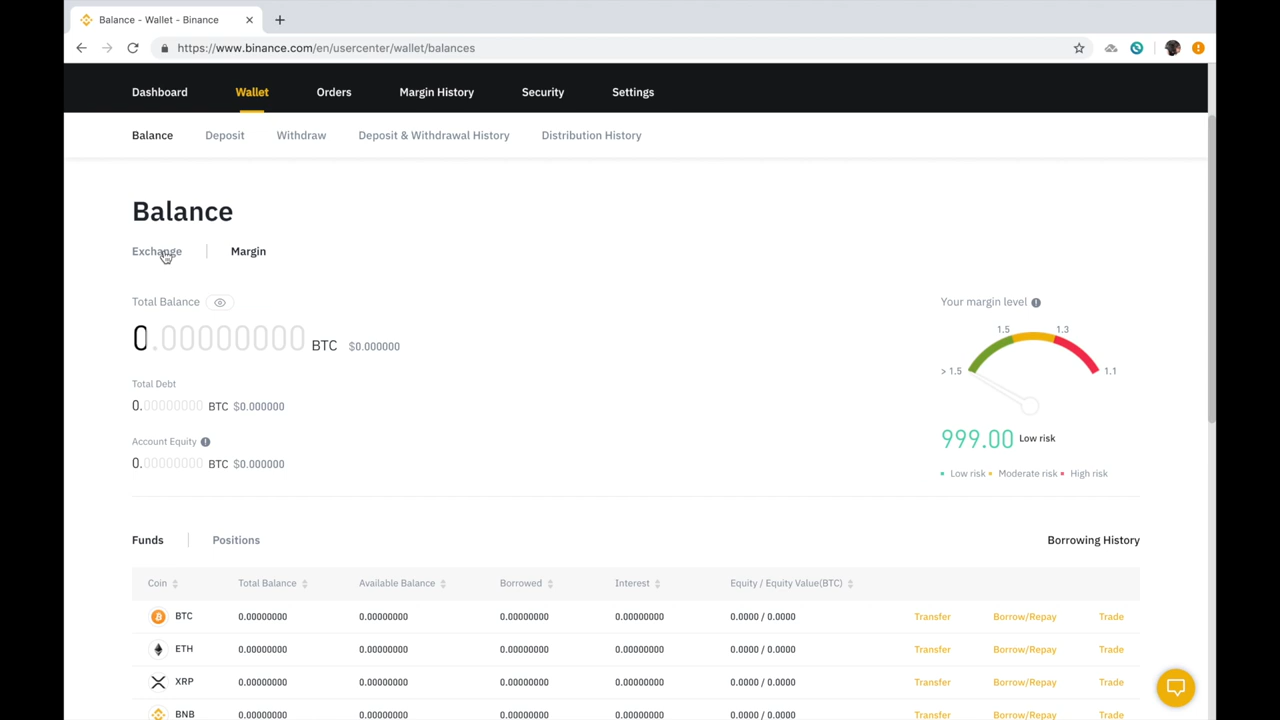 Balance - Wallet - Binance
https://www.binance.com/en/usercenter/wallet/balances
Dashboard Wallet Orders Margin History Security Settings
Balance Deposit Withdraw Deposit & Withdrawal History Distribution History
Balance
Exchange Margin
Total Balance
0.00000000 BTC $0.000000
Total Debt
0.00000000 BTC $0.000000
Account Equity
0.00000000 BTC $0.000000
Your margin level
1.5 1.3
> 1.5 1.1
999.00 Low risk
Low risk Moderate risk High risk
Funds Positions Borrowing History
Coin Total Balance Available Balance Borrowed Interest Equity / Equity Value(BTC)
BTC 0.00000000 0.00000000 0.00000000 0.00000000 0.0000 / 0.0000 Transfer Borrow/Repay Trade
ETH 0.00000000 0.00000000 0.00000000 0.00000000 0.0000 / 0.0000 Transfer Borrow/Repay Trade
XRP 0.00000000 0.00000000 0.00000000 0.00000000 0.0000 / 0.0000 Transfer Borrow/Repay Trade
BNB 0.00000000 0.00000000 0.00000000 0.00000000 0.0000 / 0.0000 Transfer Borrow/Repay Trade